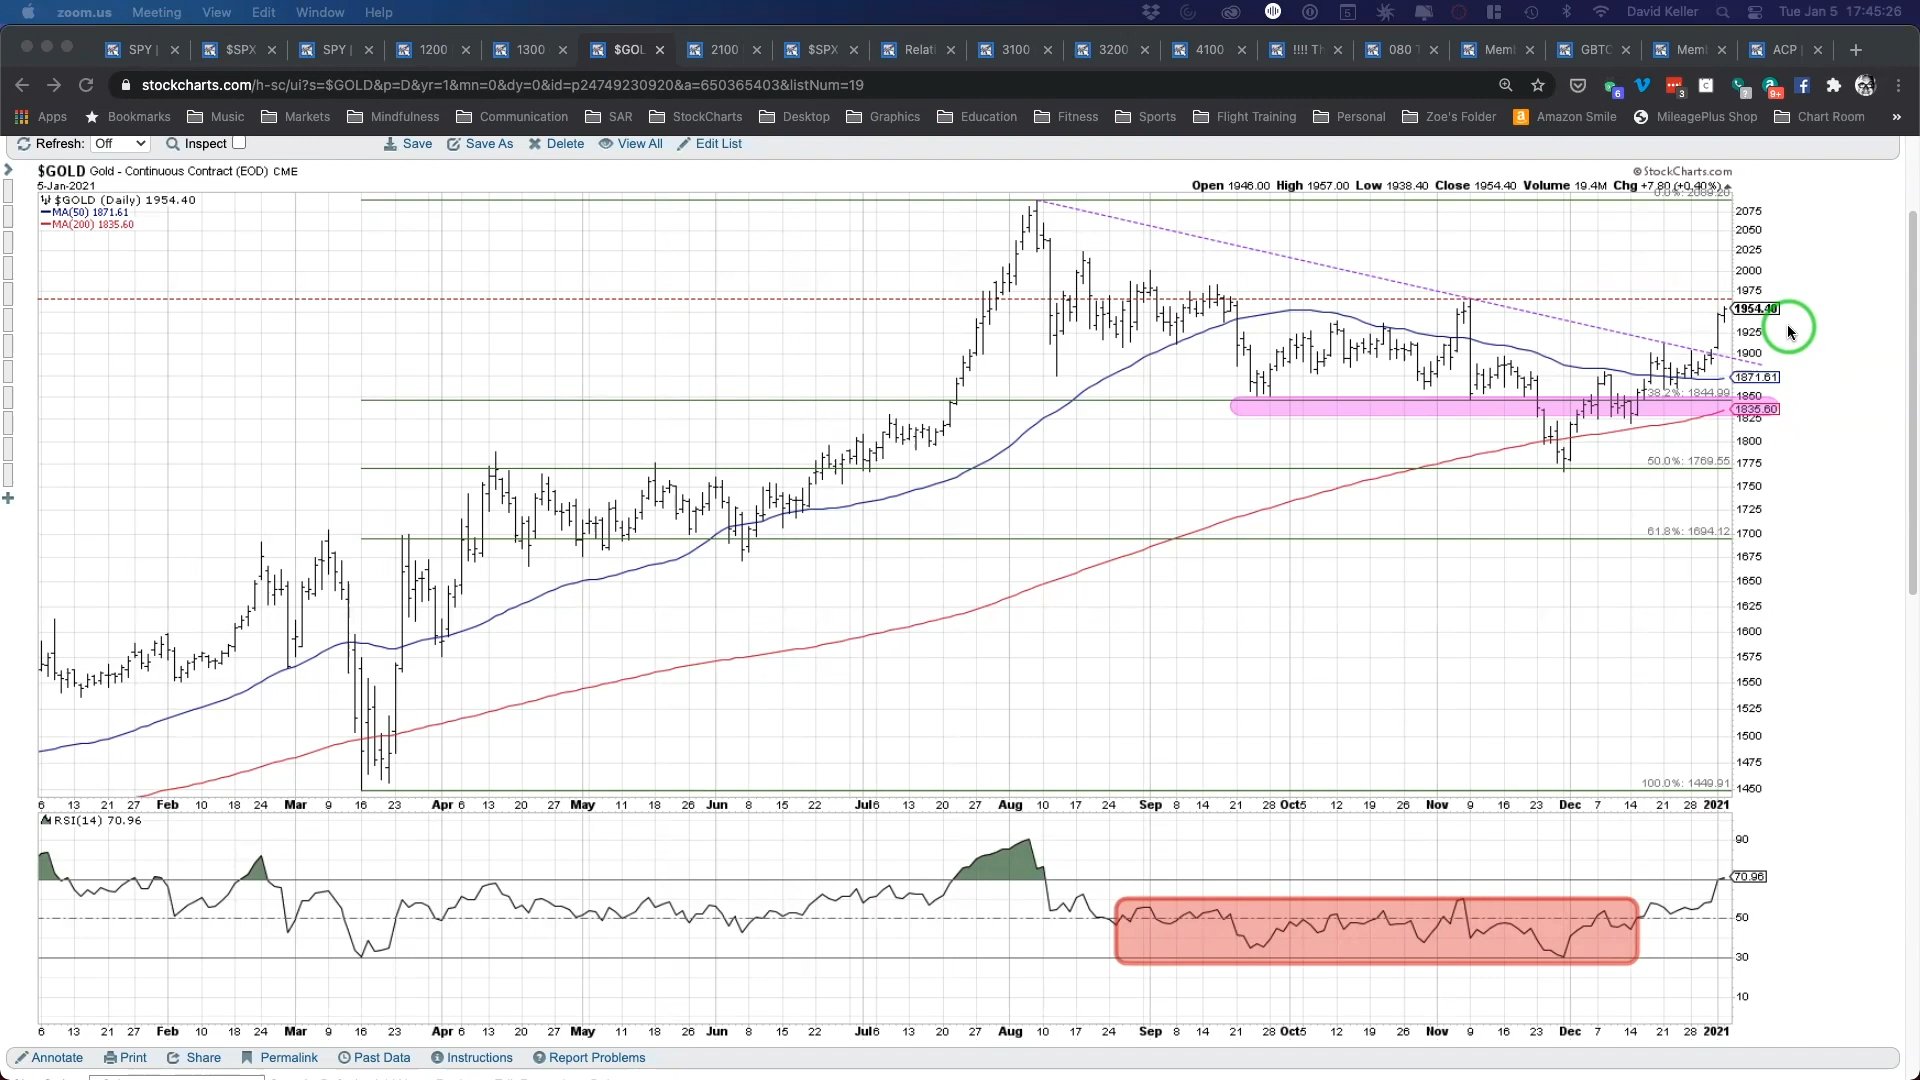 zoom.us Meeting View Edit Window Help David Keller Tue Jan 5 17:45:26
SPY | $SPX SPY | 1200 1300 $GOL 2100 $SPX Relati 3100 3200 4100 !!!! Th 080 T Memb GBTC Memb ACP |
stockcharts.com/h-sc/ui?s=$GOLD&p=D&yr=1&mn=0&dy=0&id=p24749230920&a=650365403&listNum=19
Apps Bookmarks Music Markets Mindfulness Communication SAR StockCharts Desktop Graphics Education Fitness Sports Flight Training Personal Zoe's Folder Amazon Smile MileagePlus Shop Chart Room »
Refresh: Off Inspect Save Save As Delete View All Edit List
$GOLD Gold - Continuous Contract (EOD) CME © StockCharts.com
5-Jan-2021 Open 1946.00 High 1957.00 Low 1938.40 Close 1954.40 Volume 19.4M Chg +7.80 (+0.40%)
$GOLD (Daily) 1954.40
MA(50) 1871.61
MA(200) 1835.60
0.0%: 2089.20
2075
2050
2025
2000
1975
1954.40
1925
1900
1871.61
38.2%: 1844.99
1850
1835.60
1825
1800
50.0%: 1769.55
1775
1750
1725
61.8%: 1694.12
1700
1675
1650
1625
1600
1575
1550
1525
1500
1475
100.0%: 1449.91
1450
6 13 21 27 Feb 10 18 24 Mar 9 16 23 Apr 6 13 20 27 May 11 18 26 Jun 8 15 22 Jul 6 13 20 27 Aug 10 17 24 Sep 8 14 21 28 Oct 5 12 19 26 Nov 9 16 23 Dec 7 14 21 28 2021
RSI(14) 70.96
90
70.96
50
30
10
6 13 21 27 Feb 10 18 24 Mar 9 16 23 Apr 6 13 20 27 May 11 18 26 Jun 8 15 22 Jul 6 13 20 27 Aug 10 17 24 Sep 8 14 21 28 Oct 5 12 19 26 Nov 9 16 23 Dec 7 14 21 28 2021
Annotate Print Share Permalink Past Data Instructions Report Problems